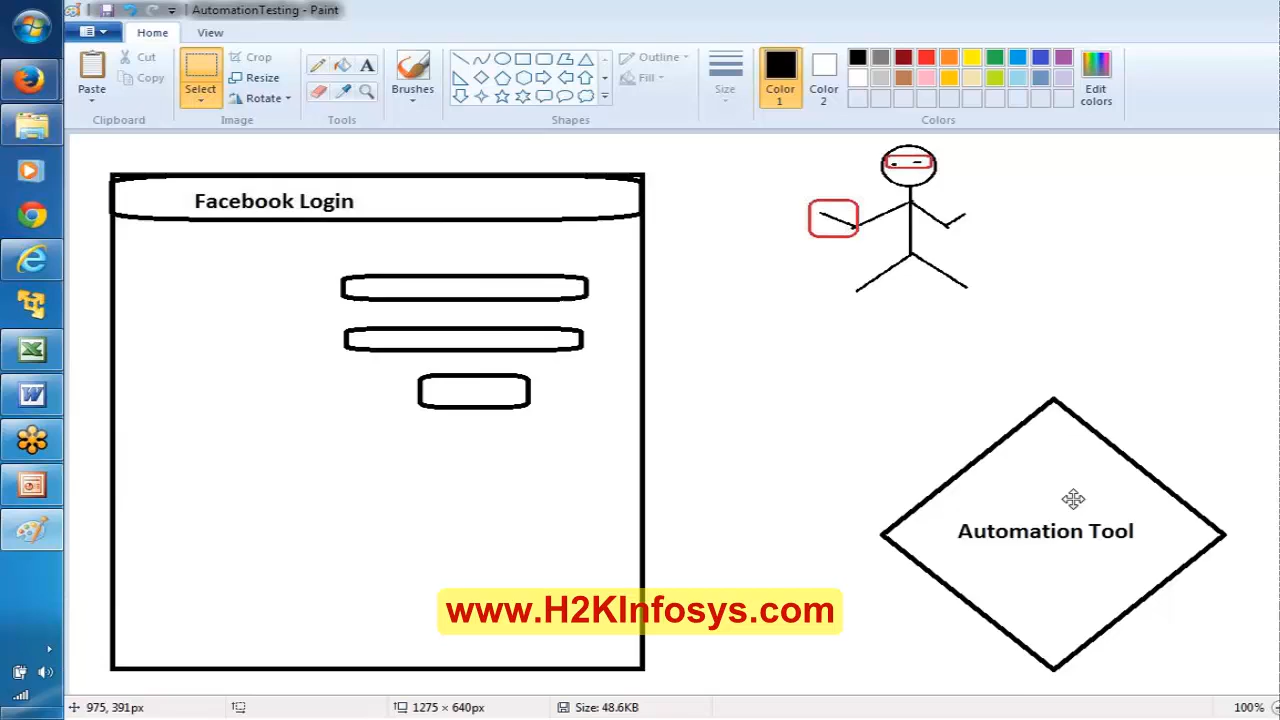 AutomationTesting - Paint
Home
View
Paste
Cut
Copy
Clipboard
Select
Crop
Resize
Rotate
Image
A
Tools
Brushes
Shapes
Outline
Fill
Size
Color 1
Color 2
Edit colors
Colors
Facebook Login
Automation Tool
www.H2KInfosys.com
975, 391px
1275 × 640px
Size: 48.6KB
100%